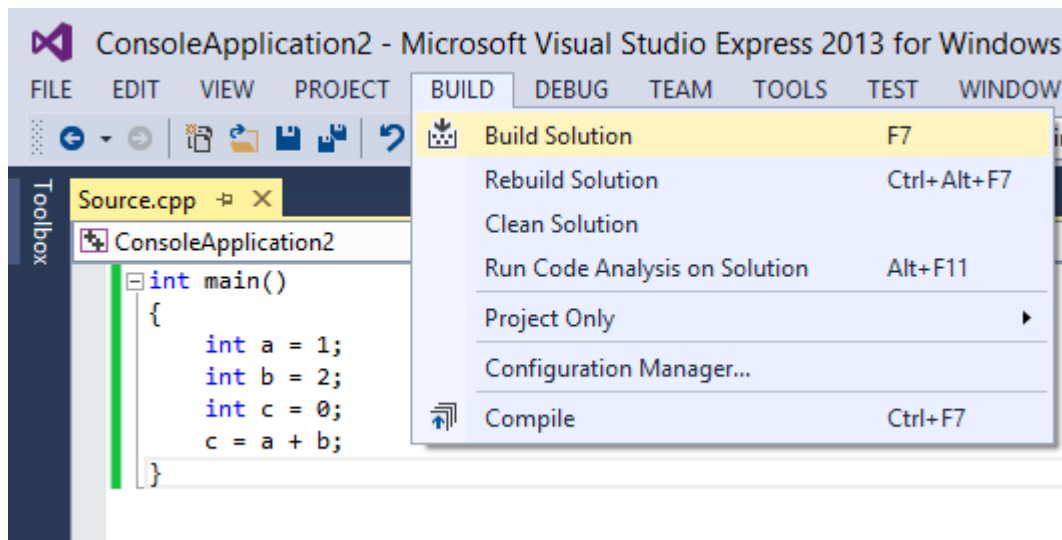 ConsoleApplication2 - Microsoft Visual Studio Express 2013 for Windows
FILE EDIT VIEW PROJECT BUILD DEBUG TEAM TOOLS TEST WINDOW
Build Solution F7
Rebuild Solution Ctrl+Alt+F7
Clean Solution
Run Code Analysis on Solution Alt+F11
Project Only
Configuration Manager...
Compile Ctrl+F7
Toolbox
Source.cpp
ConsoleApplication2
int main()
{
int a = 1;
int b = 2;
int c = 0;
c = a + b;
}